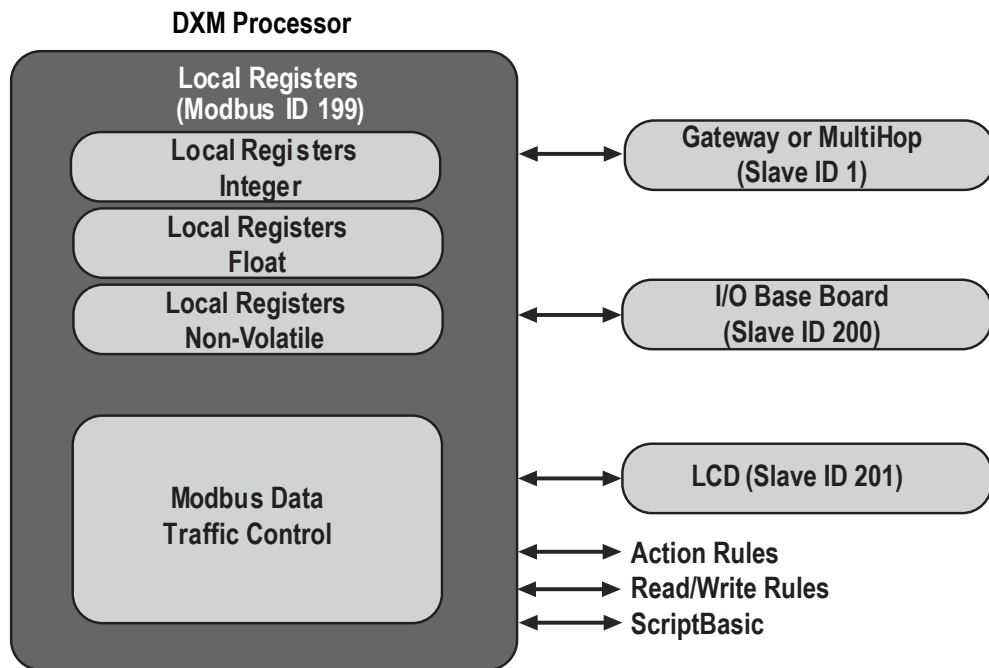 DXM Processor
Local Registers
(Modbus ID 199)
Local Registers
Integer
Local Registers
Float
Local Registers
Non-Volatile
Modbus Data
Traffic Control
Gateway or MultiHop
(Slave ID 1)
I/O Base Board
(Slave ID 200)
LCD (Slave ID 201)
Action Rules
Read/Write Rules
ScriptBasic